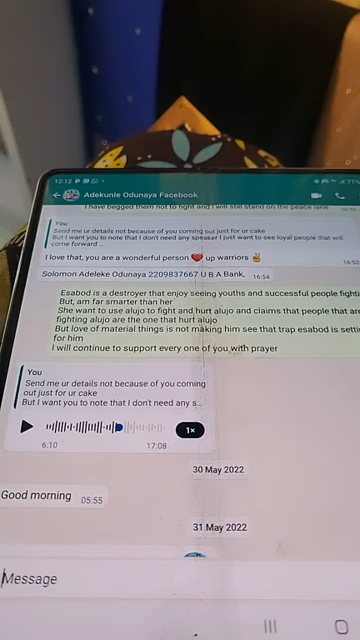 12:12
Adekunle Odunaya Facebook
I have begged them not to fight and I will still stand on the peace lane
You
Send me ur details not because of you coming out just for ur cake
But I want you to note that I don't need any speaker I just want to see loyal people that will
come forward ...
I love that, you are a wonderful person ❤️ up warriors ✌️
16:53
Solomon Adeleke Odunaya 2209837667 U B A Bank. 16:54
Esabod is a destroyer that enjoy seeing youths and successful people fighti
But, am far smarter than her
She want to use alujo to fight and hurt alujo and claims that people that are
fighting alujo are the one that hurt alujo
But love of material things is not making him see that trap esabod is setti
for him
I will continue to support every one of you with prayer
You
Send me ur details not because of you coming
out just for ur cake
But I want you to note that I don't need any s...
1×
6:10 17:08
30 May 2022
Good morning 05:55
31 May 2022
Message